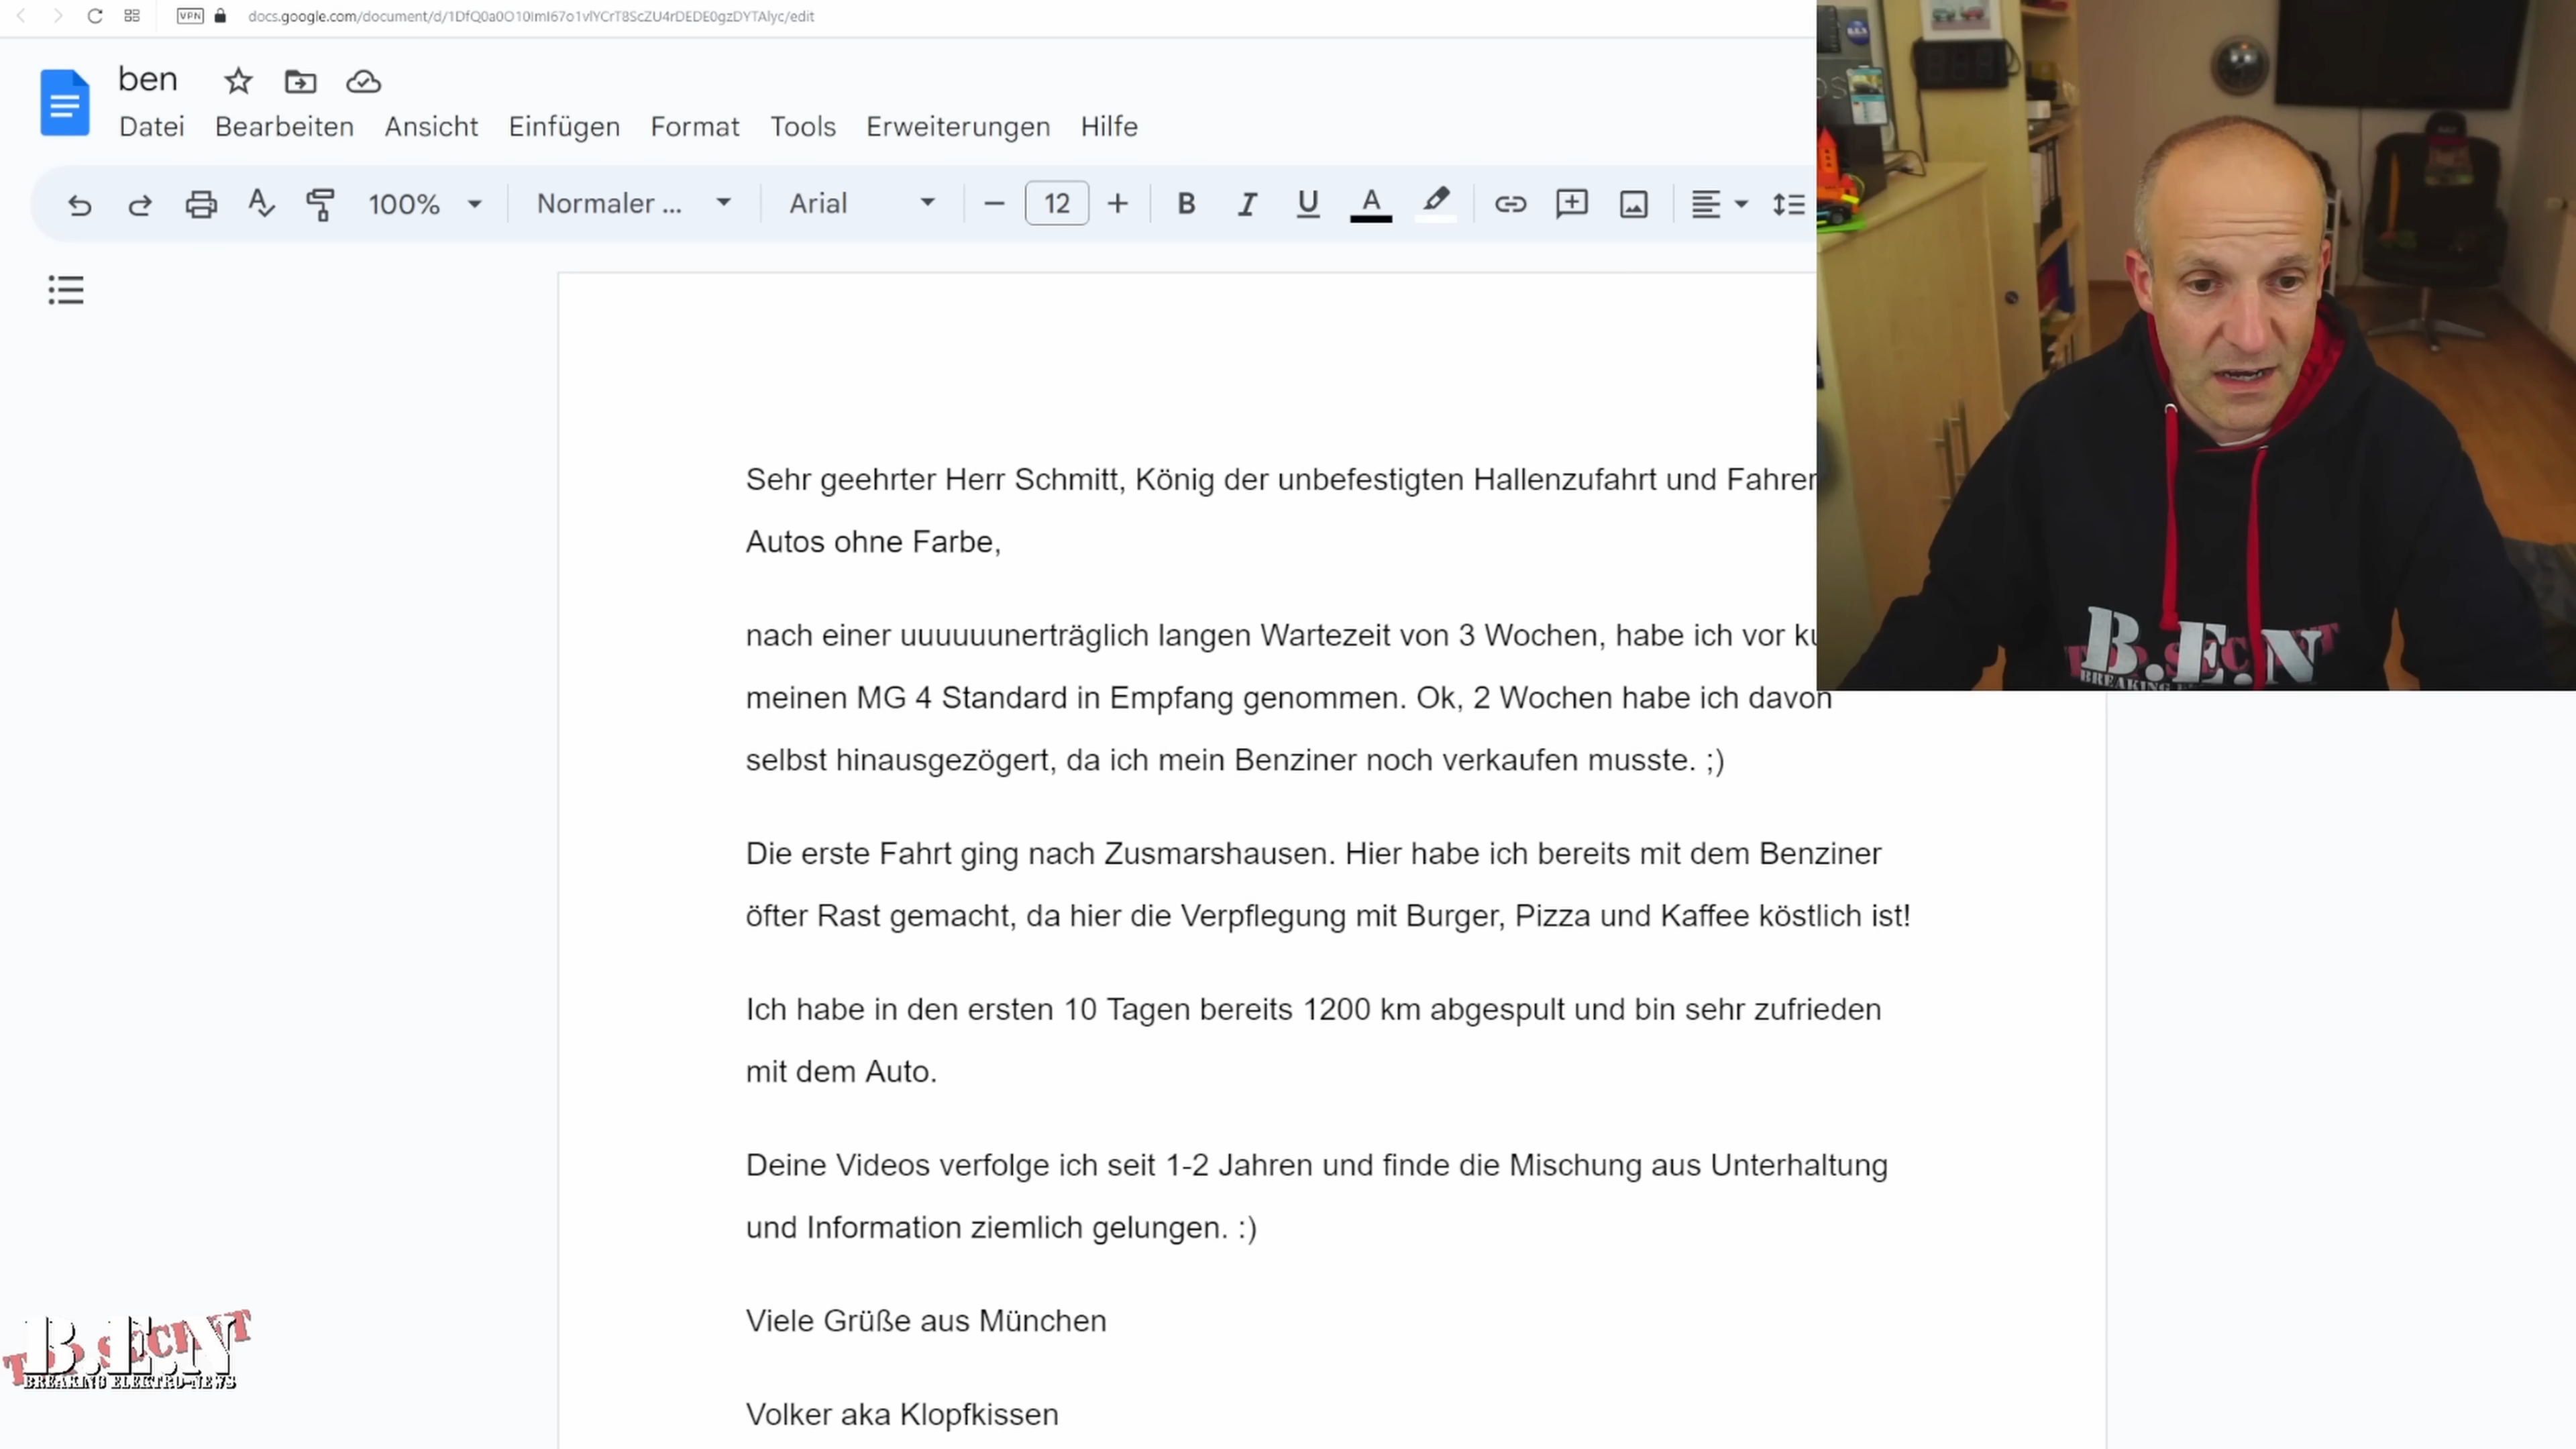 VPN docs.google.com/document/d/1DfQ0a0O10ImI67o1vlYCrT8ScZU4rDEDE0gzDYTAlyc/edit
ben
Datei Bearbeiten Ansicht Einfügen Format Tools Erweiterungen Hilfe
100% Normaler ... Arial 12 B I U A
Sehr geehrter Herr Schmitt, König der unbefestigten Hallenzufahrt und Fahrer
Autos ohne Farbe,
nach einer uuuuuunerträglich langen Wartezeit von 3 Wochen, habe ich vor
meinen MG 4 Standard in Empfang genommen. Ok, 2 Wochen habe ich davon
selbst hinausgezögert, da ich mein Benziner noch verkaufen musste. ;)
Die erste Fahrt ging nach Zusmarshausen. Hier habe ich bereits mit dem Benziner
öfter Rast gemacht, da hier die Verpflegung mit Burger, Pizza und Kaffee köstlich ist!
Ich habe in den ersten 10 Tagen bereits 1200 km abgespult und bin sehr zufrieden
mit dem Auto.
Deine Videos verfolge ich seit 1-2 Jahren und finde die Mischung aus Unterhaltung
und Information ziemlich gelungen. :)
Viele Grüße aus München
Volker aka Klopfkissen
B.E.N
BREAKING
TOP SECRET
B.E.N
BREAKING ELEKTRO-NEWS